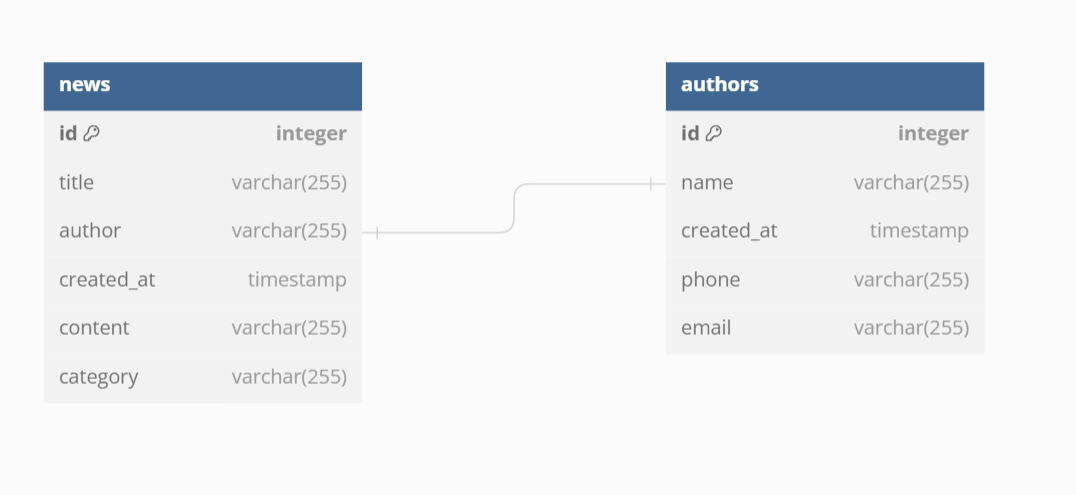 news
id integer
title varchar(255)
author varchar(255)
created_at timestamp
content varchar(255)
category varchar(255)
authors
id integer
name varchar(255)
created_at timestamp
phone varchar(255)
email varchar(255)